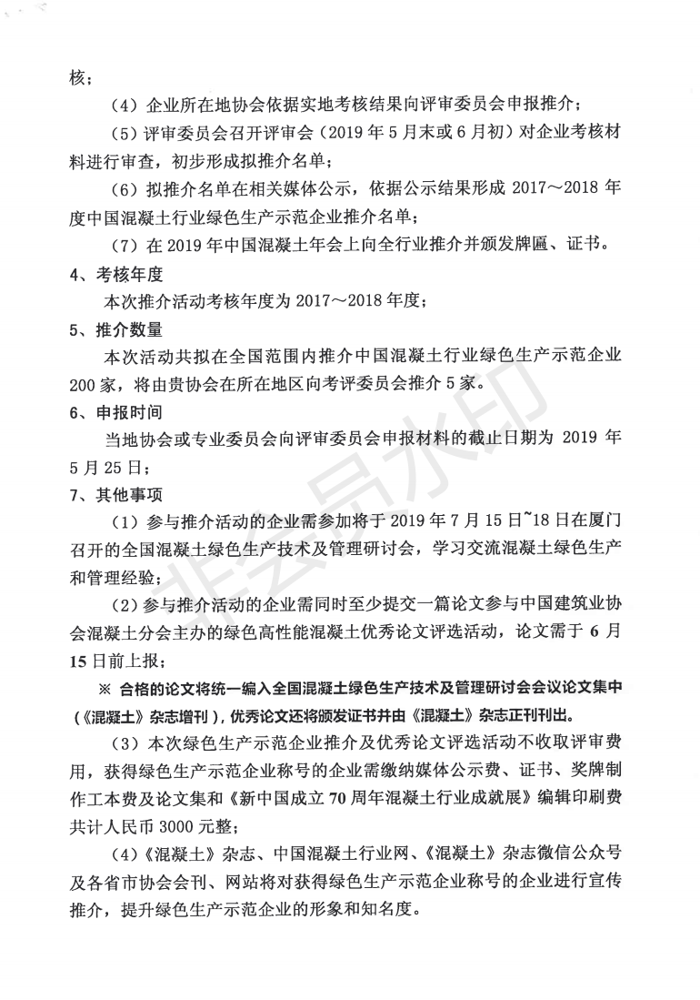 核；
（4）企业所在地协会依据实地考核结果向评审委员会申报推介；
（5）评审委员会召开评审会（2019 年 5 月末或 6 月初）对企业考核材
料进行审查，初步形成拟推介名单；
（6）拟推介名单在相关媒体公示，依据公示结果形成 2017～2018 年
度中国混凝土行业绿色生产示范企业推介名单；
（7）在 2019 年中国混凝土年会上向全行业推介并颁发牌匾、证书。
4、考核年度
本次推介活动考核年度为 2017～2018 年度；
5、推介数量
本次活动共拟在全国范围内推介中国混凝土行业绿色生产示范企业
200 家，将由贵协会在所在地区向考评委员会推介 5 家。
6、申报时间
当地协会或专业委员会向评审委员会申报材料的截止日期为 2019 年
5 月 25 日；
7、其他事项
（1）参与推介活动的企业需参加将于 2019 年 7 月 15 日~18 日在厦门
召开的全国混凝土绿色生产技术及管理研讨会，学习交流混凝土绿色生产
和管理经验；
（2）参与推介活动的企业需同时至少提交一篇论文参与中国建筑业协
会混凝土分会主办的绿色高性能混凝土优秀论文评选活动，论文需于 6 月
15 日前上报；
※ 合格的论文将统一编入全国混凝土绿色生产技术及管理研讨会会议论文集中
（《混凝土》杂志增刊），优秀论文还将颁发证书并由《混凝土》杂志正刊刊出。
（3）本次绿色生产示范企业推介及优秀论文评选活动不收取评审费
用，获得绿色生产示范企业称号的企业需缴纳媒体公示费、证书、奖牌制
作工本费及论文集和《新中国成立 70 周年混凝土行业成就展》编辑印刷费
共计人民币 3000 元整；
（4）《混凝土》杂志、中国混凝土行业网、《混凝土》杂志微信公众号
及各省市协会会刊、网站将对获得绿色生产示范企业称号的企业进行宣传
推介，提升绿色生产示范企业的形象和知名度。
非会员水印